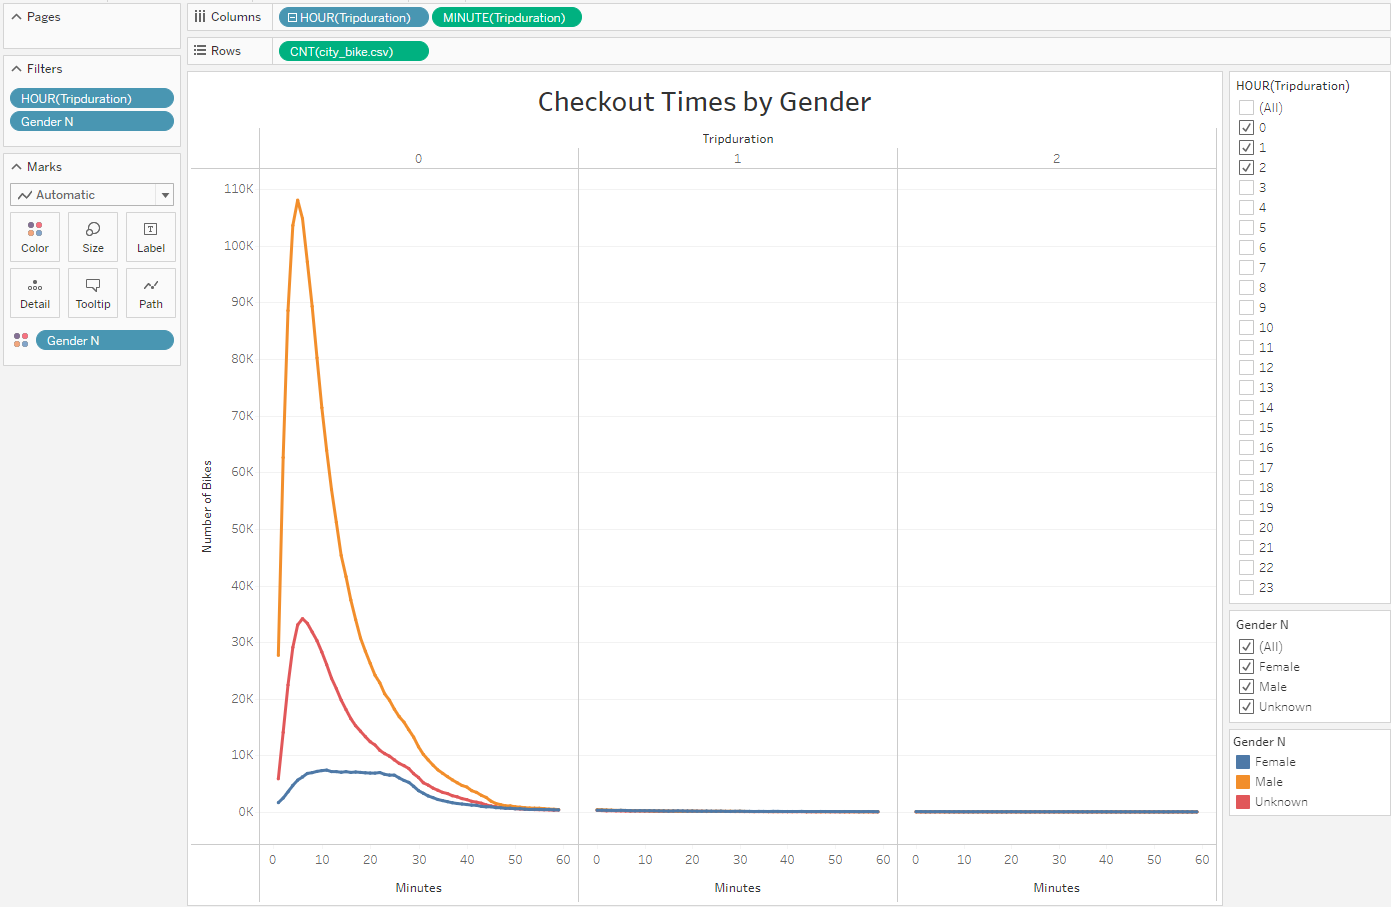 Pages
Columns
HOUR(Tripduration)
MINUTE(Tripduration)
Rows
CNT(city_bike.csv)
Filters
HOUR(Tripduration)
Gender N
Marks
Automatic
Color
Size
Label
Detail
Tooltip
Path
Gender N
Checkout Times by Gender
Tripduration
0
1
2
Number of Bikes
110K
100K
90K
80K
70K
60K
50K
40K
30K
20K
10K
0K
0 10 20 30 40 50 60
0 10 20 30 40 50 60
0 10 20 30 40 50 60
Minutes
Minutes
Minutes
HOUR(Tripduration)
(All)
0
1
2
3
4
5
6
7
8
9
10
11
12
13
14
15
16
17
18
19
20
21
22
23
Gender N
(All)
Female
Male
Unknown
Gender N
Female
Male
Unknown